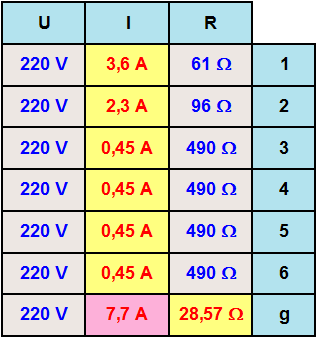 U I R
220 V 3,6 A 61 Ω 1
220 V 2,3 A 96 Ω 2
220 V 0,45 A 490 Ω 3
220 V 0,45 A 490 Ω 4
220 V 0,45 A 490 Ω 5
220 V 0,45 A 490 Ω 6
220 V 7,7 A 28,57 Ω g